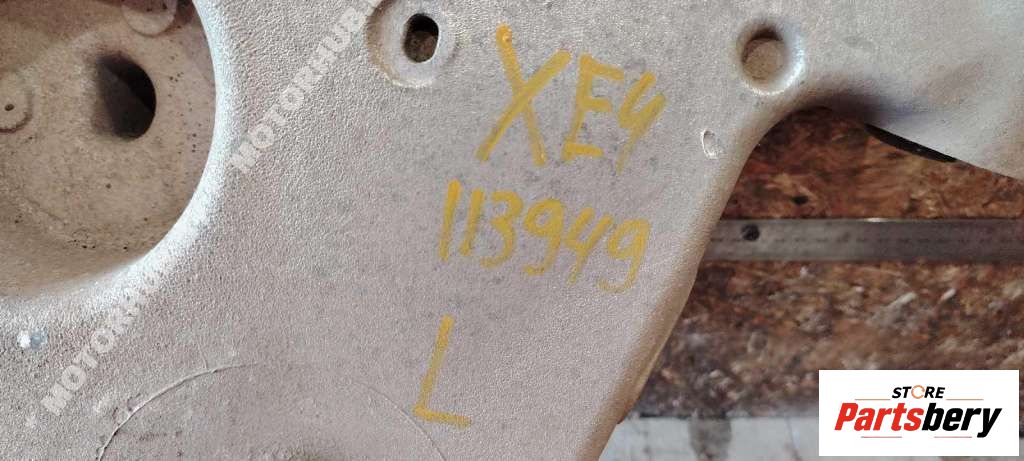 XE4
113949
L
MOTORHUB
MOTORHUB
STORE
Partsbery